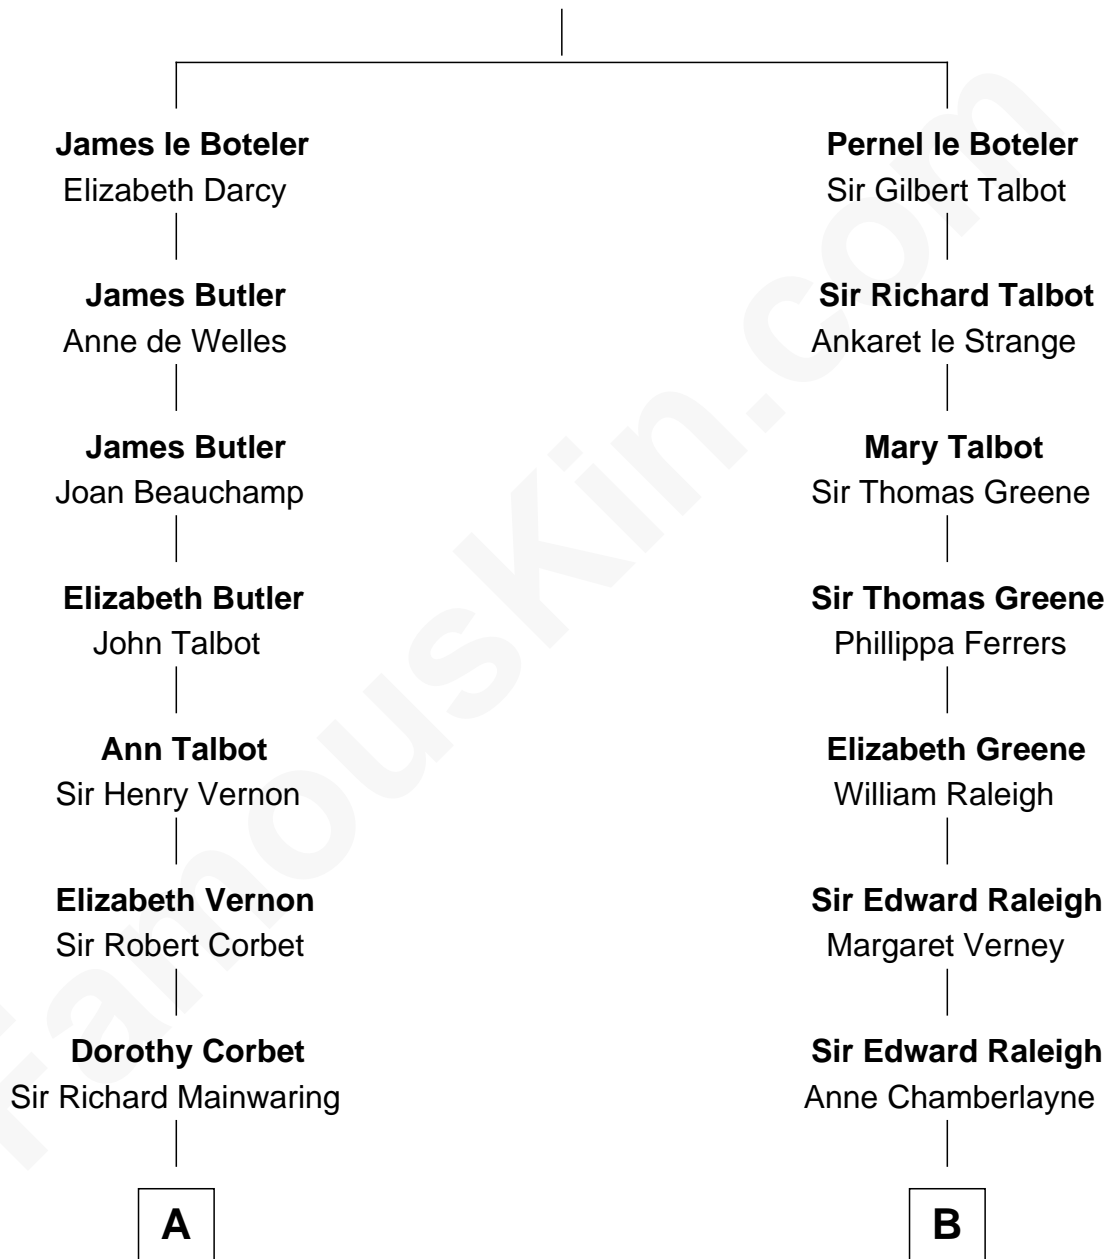 James le Boteler
Elizabeth Darcy
James Butler
Anne de Welles
James Butler
Joan Beauchamp
Elizabeth Butler
John Talbot
Ann Talbot
Sir Henry Vernon
Elizabeth Vernon
Sir Robert Corbet
Dorothy Corbet
Sir Richard Mainwaring
A
Pernel le Boteler
Sir Gilbert Talbot
Sir Richard Talbot
Ankaret le Strange
Mary Talbot
Sir Thomas Greene
Sir Thomas Greene
Phillippa Ferrers
Elizabeth Greene
William Raleigh
Sir Edward Raleigh
Margaret Verney
Sir Edward Raleigh
Anne Chamberlayne
B
FamousKin.com